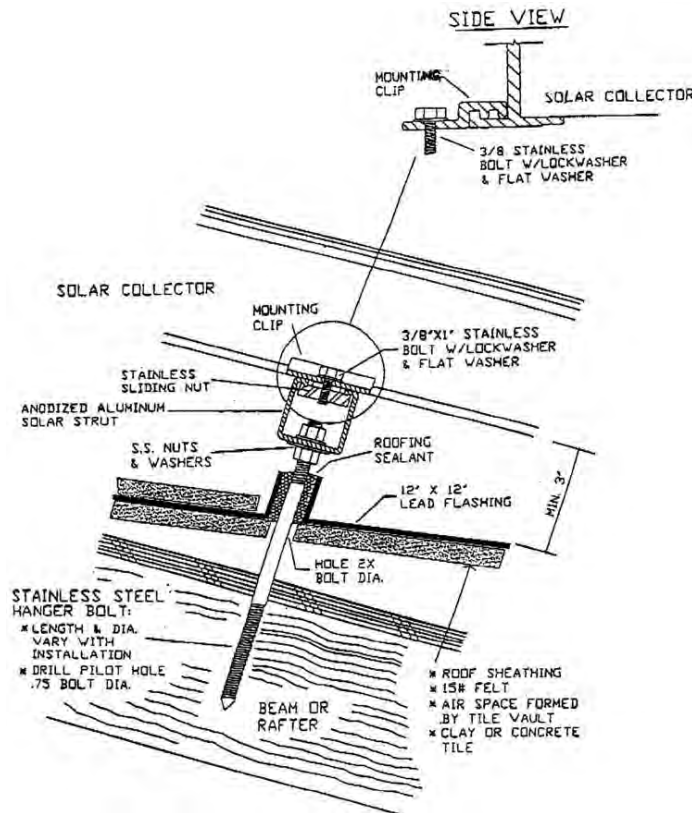 SIDE VIEW
MOUNTING
CLIP
SOLAR COLLECTOR
3/8 STAINLESS
BOLT W/LOCKWASHER
& FLAT WASHER
SOLAR COLLECTOR
MOUNTING
CLIP
3/8"X1" STAINLESS
BOLT W/LOCKWASHER
& FLAT WASHER
STAINLESS
SLIDING NUT
ANODIZED ALUMINUM
SOLAR STRUT
S.S. NUTS
& WASHERS
ROOFING
SEALANT
MIN. 3"
12" X 12"
LEAD FLASHING
HOLE 2X
BOLT DIA.
STAINLESS STEEL
HANGER BOLT:
* LENGTH & DIA.
VARY WITH
INSTALLATION
* DRILL PILOT HOLE
.75 BOLT DIA.
BEAM OR
RAFTER
* ROOF SHEATHING
* 15# FELT
* AIR SPACE FORMED
BY TILE VAULT
* CLAY OR CONCRETE
TILE